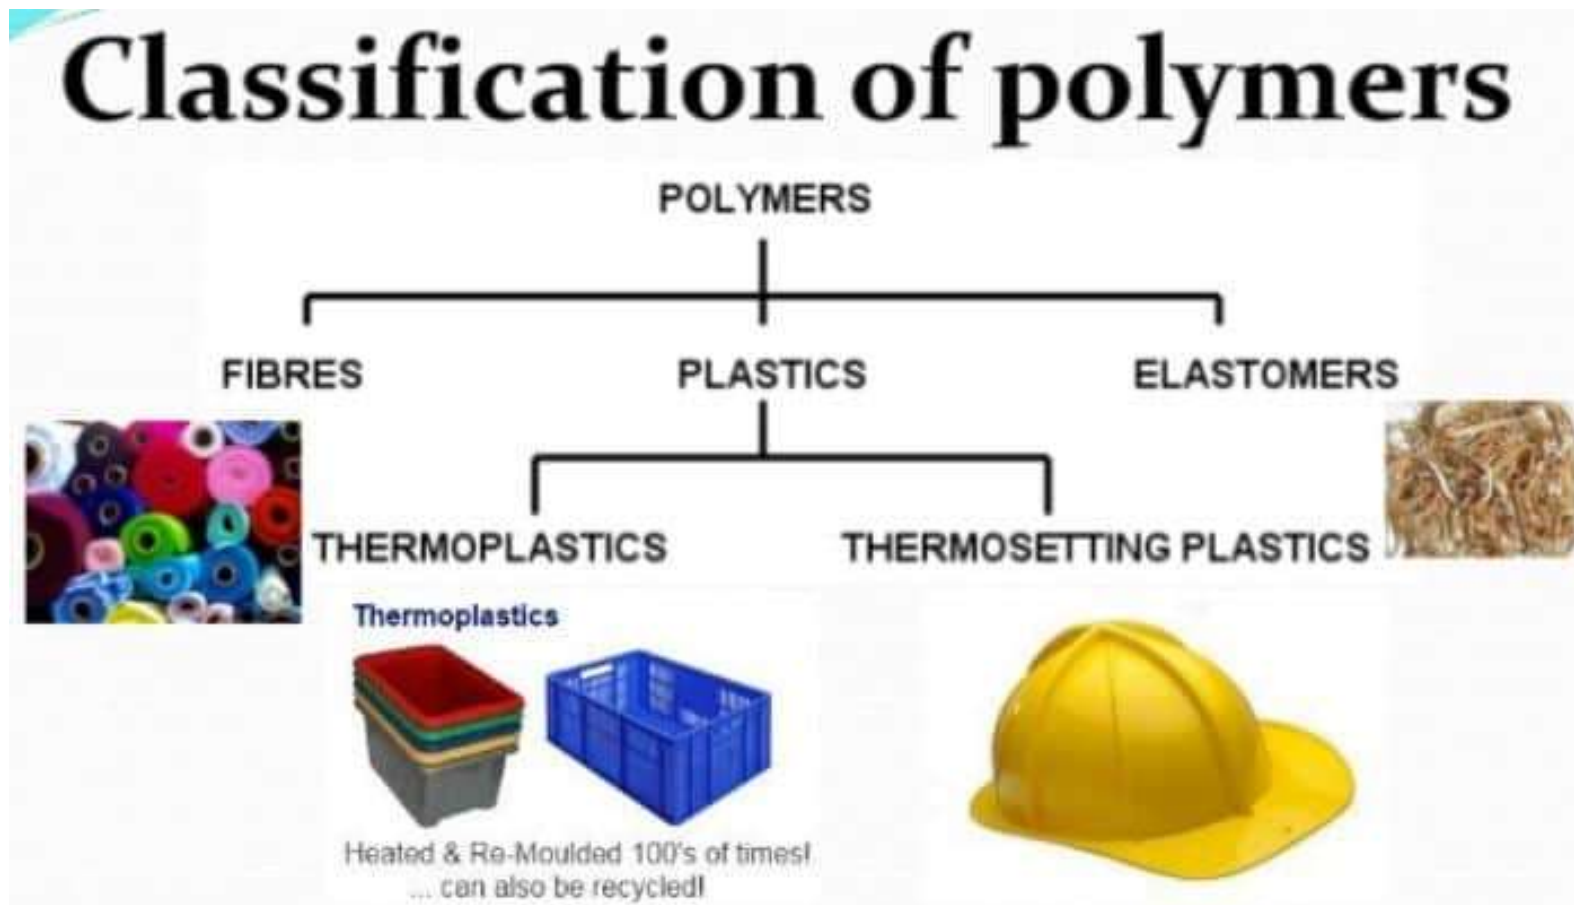 Classification of polymers
POLYMERS
FIBRES
PLASTICS
ELASTOMERS
THERMOPLASTICS
THERMOSETTING PLASTICS
Thermoplastics
Heated & Re-Moulded 100's of times!
... can also be recycled!